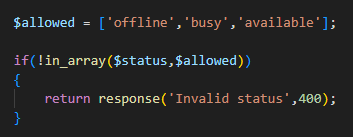 $allowed = ['offline','busy','available'];
if(!in_array($status,$allowed))
{
return response('Invalid status',400);
}